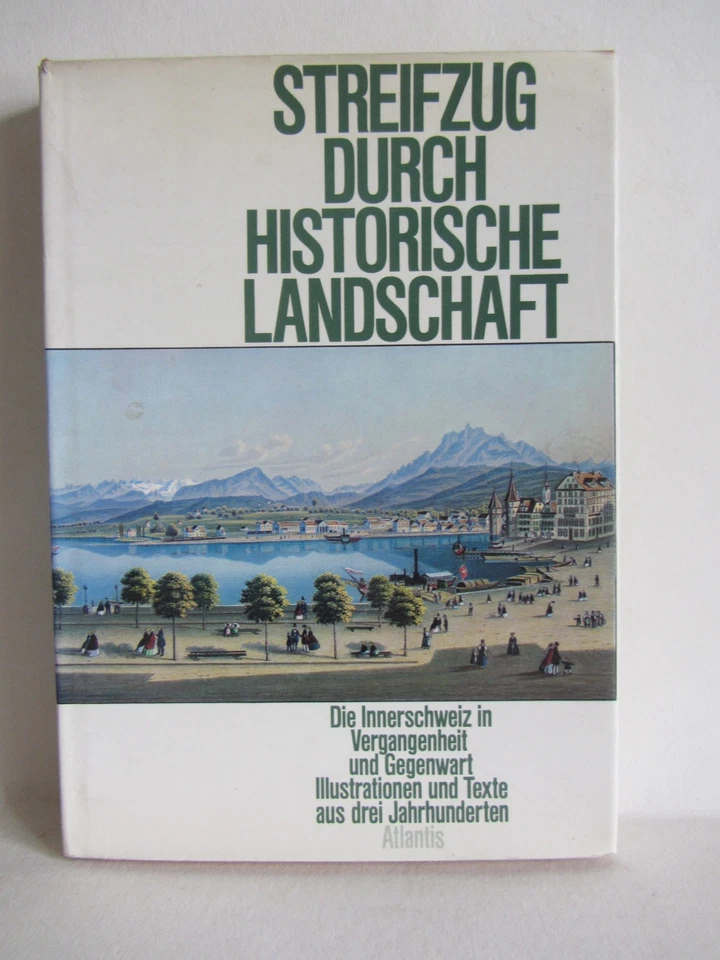 STREIFZUG
DURCH
HISTORISCHE
LANDSCHAFT
Die Innerschweiz in
Vergangenheit
und Gegenwart
Illustrationen und Texte
aus drei Jahrhunderten
Atlantis